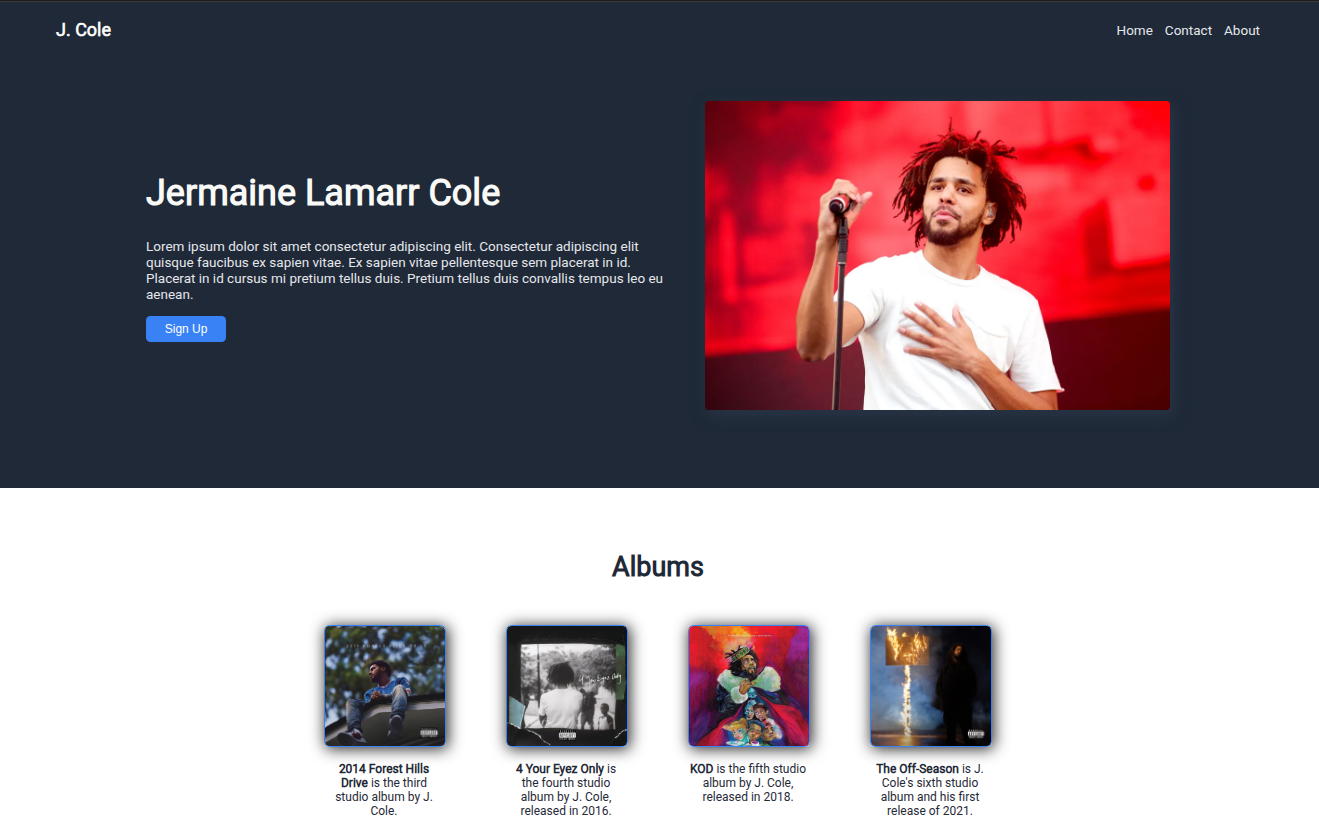 J. Cole
Home Contact About
Jermaine Lamarr Cole
Lorem ipsum dolor sit amet consectetur adipiscing elit. Consectetur adipiscing elit
quisque faucibus ex sapien vitae. Ex sapien vitae pellentesque sem placerat in id.
Placerat in id cursus mi pretium tellus duis. Pretium tellus duis convallis tempus leo eu
aenean.
Sign Up
Albums
4 Your Eyez Only
2014 Forest Hills
Drive is the third
studio album by J.
Cole.
4 Your Eyez Only is
the fourth studio
album by J. Cole,
released in 2016.
KOD is the fifth studio
album by J. Cole,
released in 2018.
The Off-Season is J.
Cole's sixth studio
album and his first
release of 2021.